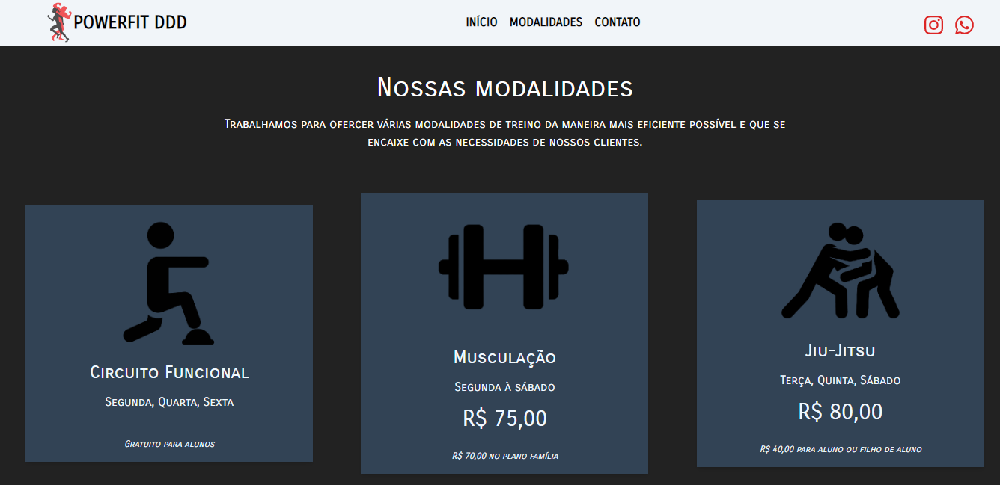 POWERFIT DDD
INÍCIO MODALIDADES CONTATO
Nossas modalidades
Trabalhamos para ofercer várias modalidades de treino da maneira mais eficiente possível e que se
encaixe com as necessidades de nossos clientes.
Circuito Funcional
Segunda, Quarta, Sexta
Gratuito para alunos
Musculação
Segunda à sábado
R$ 75,00
R$ 70,00 no plano família
Jiu-Jitsu
Terça, Quinta, Sábado
R$ 80,00
R$ 40,00 para aluno ou filho de aluno